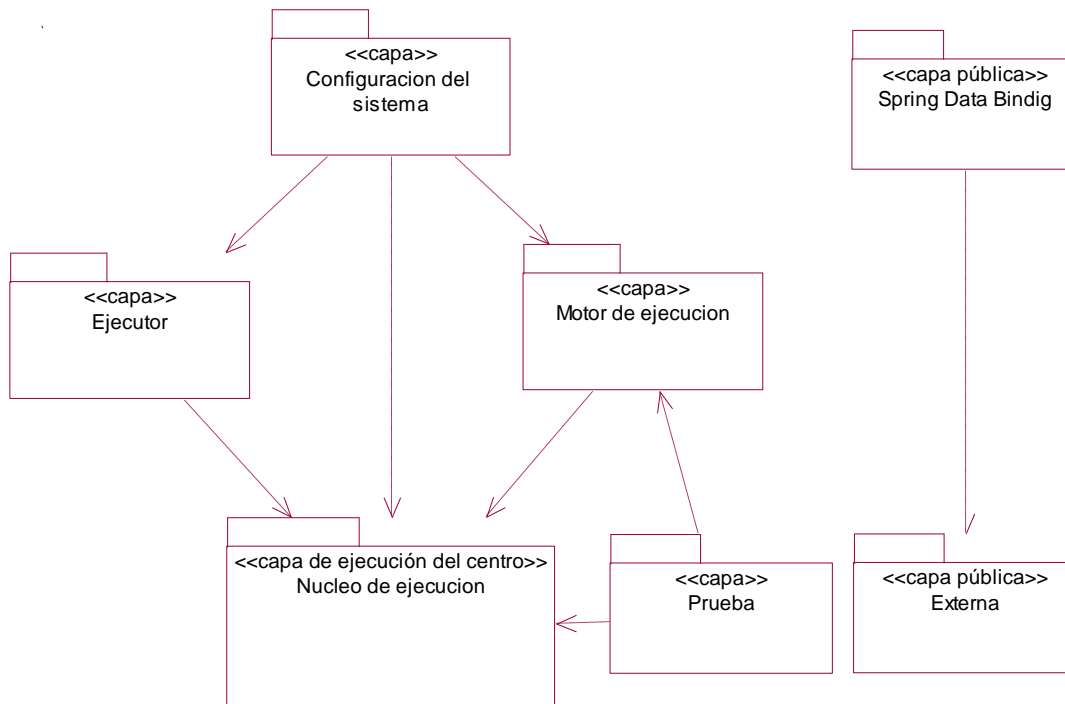 <<capa>>
Configuracion del
sistema
<<capa pública>>
Spring Data Bindig
<<capa>>
Ejecutor
<<capa>>
Motor de ejecucion
<<capa de ejecución del centro>>
Nucleo de ejecucion
<<capa>>
Prueba
<<capa pública>>
Externa